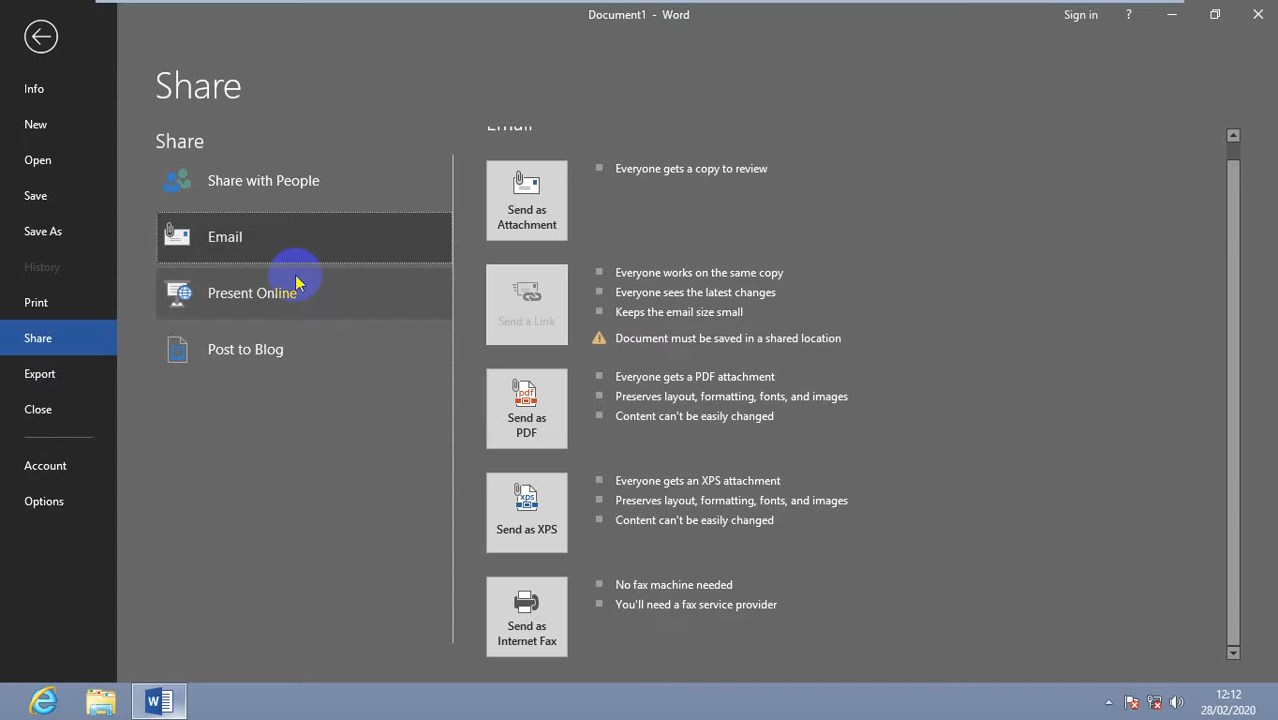 Document1 - Word
Sign in
?
Share
Info
New
Open
Save
Save As
History
Print
Share
Export
Close
Account
Options
Share
Share with People
Email
Present Online
Post to Blog
Email
Send as
Attachment
Everyone gets a copy to review
Send a Link
Everyone works on the same copy
Everyone sees the latest changes
Keeps the email size small
Document must be saved in a shared location
pdf
Send as
PDF
Everyone gets a PDF attachment
Preserves layout, formatting, fonts, and images
Content can't be easily changed
xps
Send as XPS
Everyone gets an XPS attachment
Preserves layout, formatting, fonts, and images
Content can't be easily changed
Send as
Internet Fax
No fax machine needed
You'll need a fax service provider
12:12
28/02/2020